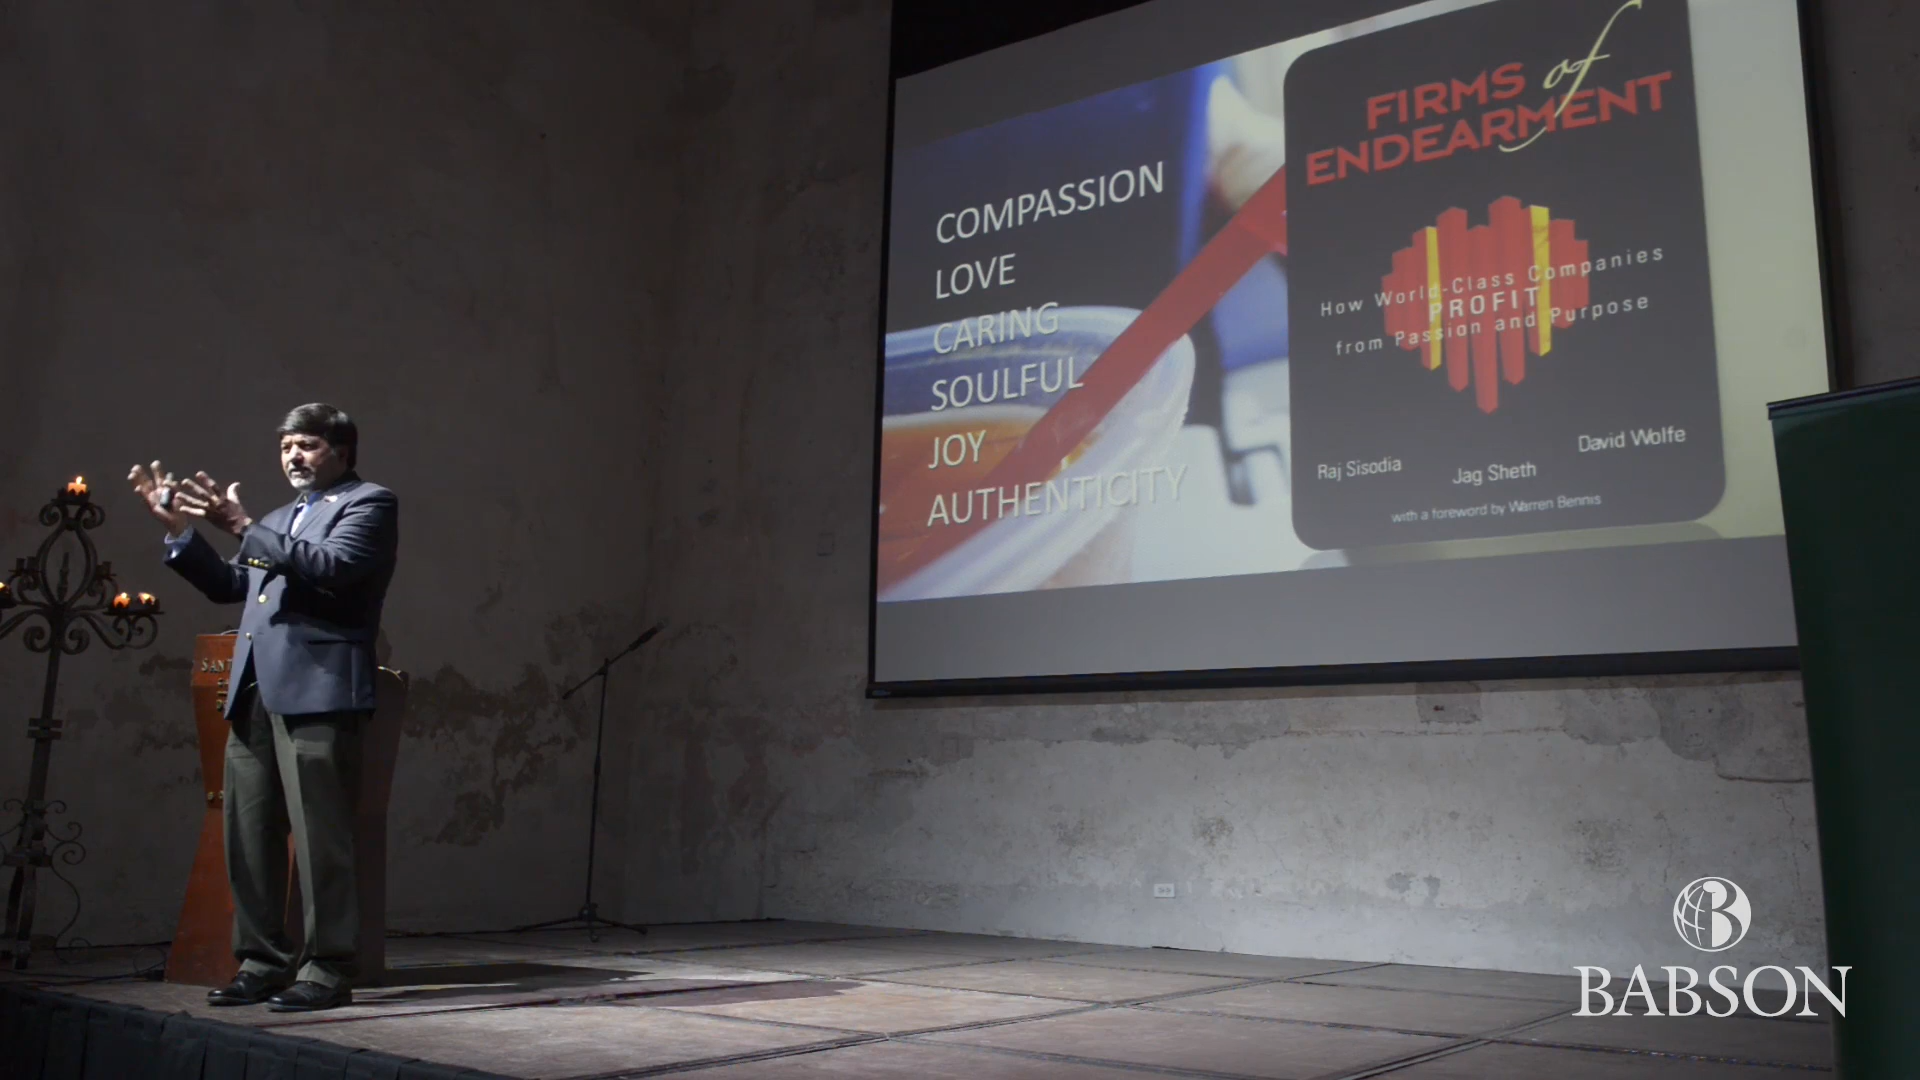 COMPASSION
LOVE
CARING
SOULFUL
JOY
AUTHENTICITY
FIRMS of
ENDEARMENT
How World-Class Companies
PROFIT
from Passion and Purpose
Raj Sisodia
Jag Sheth
David Wolfe
with a foreword by Warren Bennis
SANT
B
BABSON